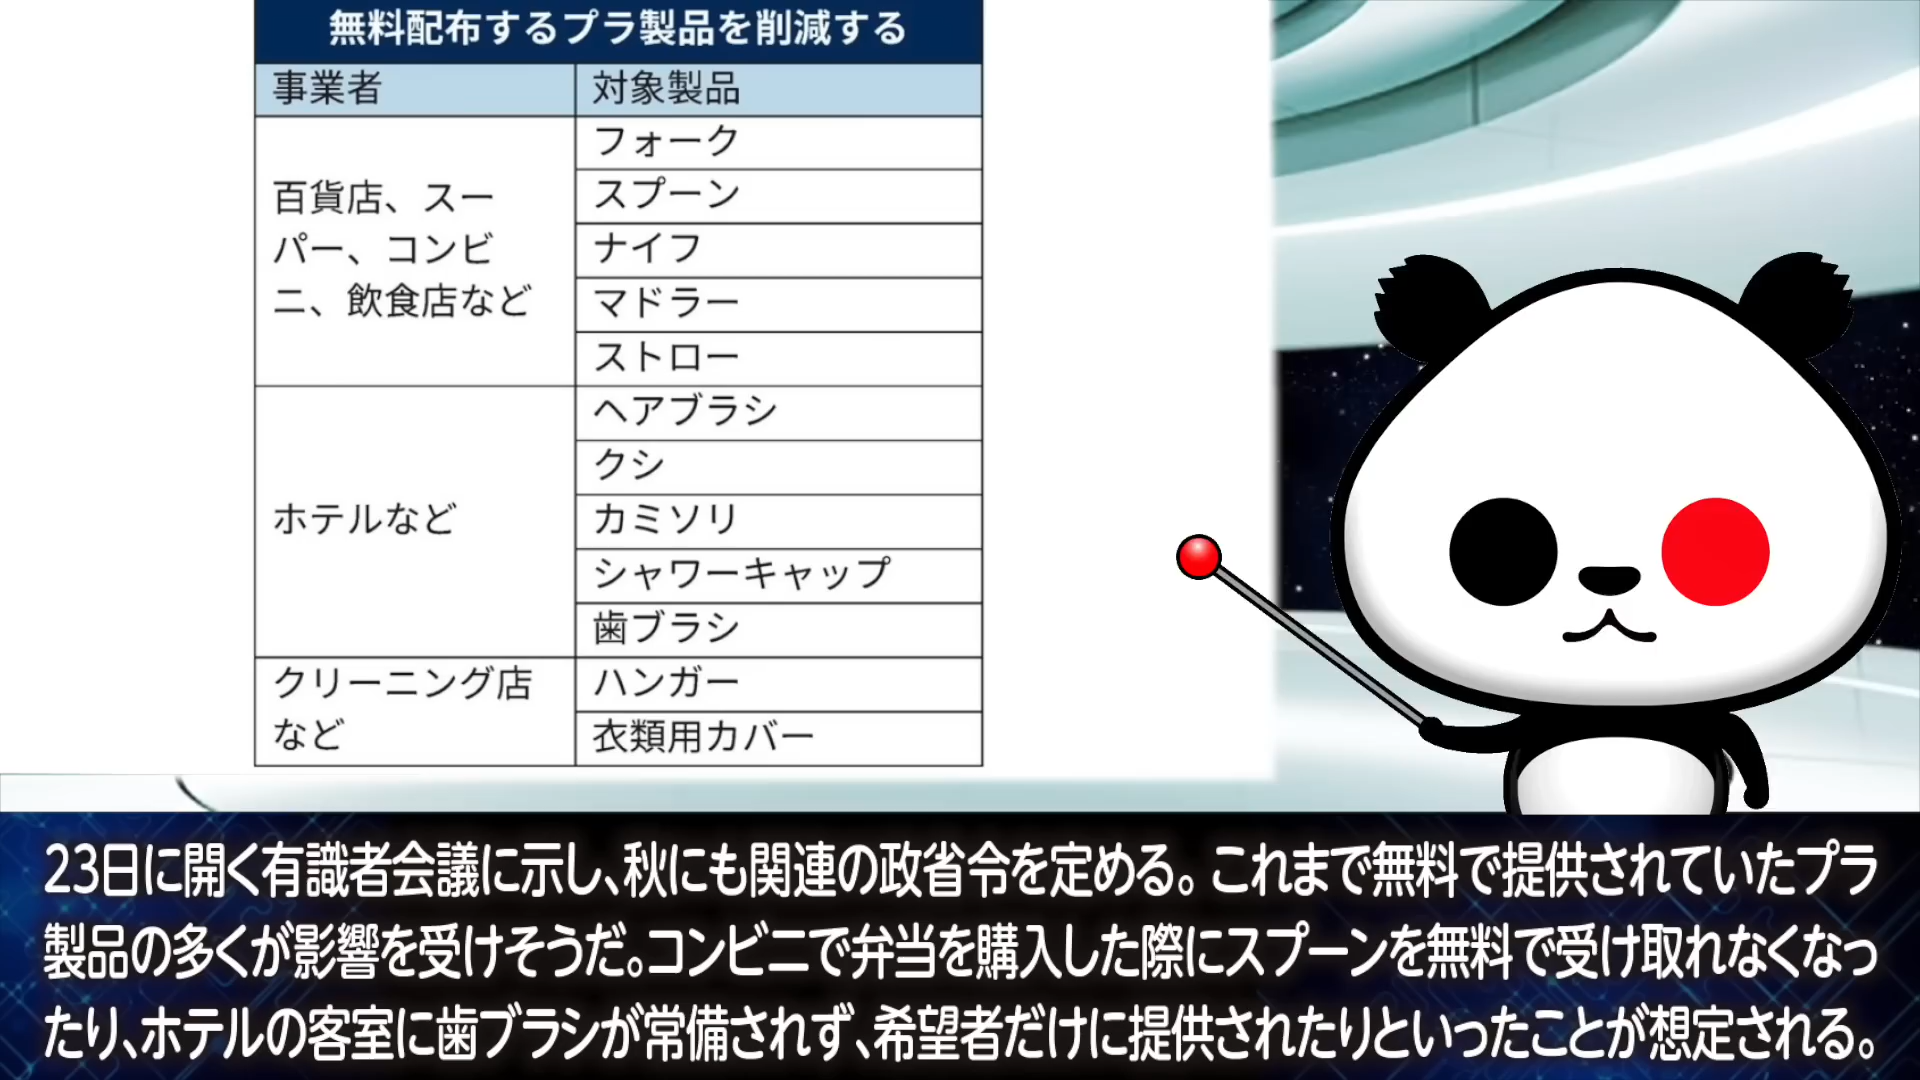 無料配布するプラ製品を削減する
事業者
対象製品
百貨店、スー
パー、コンビ
ニ、飲食店など
フォーク
スプーン
ナイフ
マドラー
ストロー
ホテルなど
ヘアブラシ
クシ
カミソリ
シャワーキャップ
歯ブラシ
クリーニング店
など
ハンガー
衣類用カバー
23日に開く有識者会議に示し、秋にも関連の政省令を定める。これまで無料で提供されていたプラ
製品の多くが影響を受けそうだ。コンビニで弁当を購入した際にスプーンを無料で受け取れなくなっ
たり、ホテルの客室に歯ブラシが常備されず、希望者だけに提供されたりといったことが想定される。